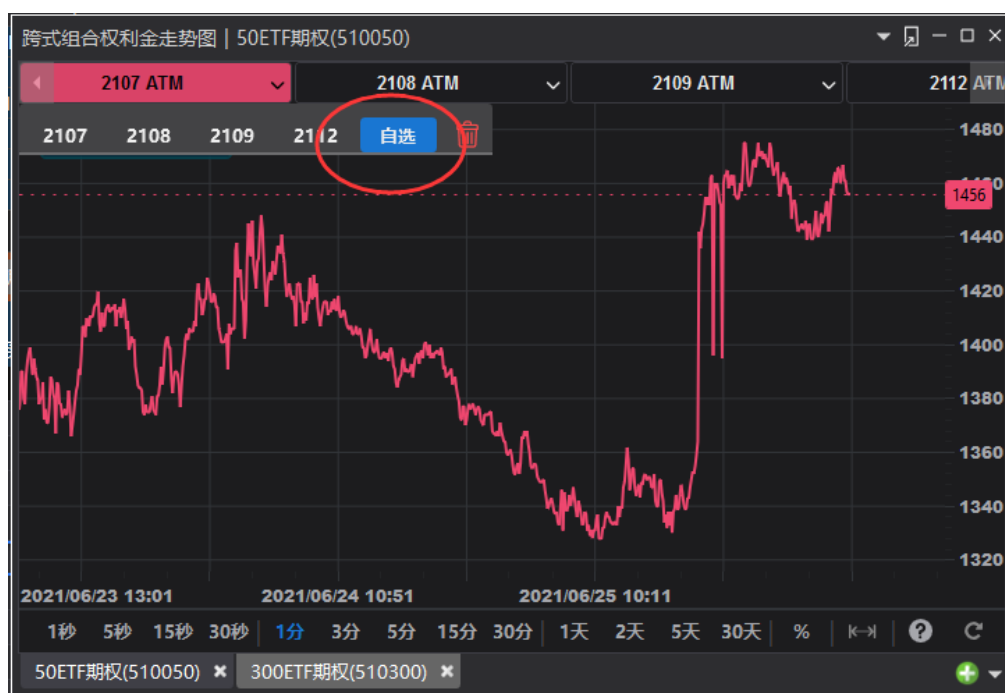 跨式组合权利金走势图 | 50ETF期权(510050)
2107 ATM 2108 ATM 2109 ATM 2112 ATM
2107 2108 2109 2112 自选
1480
1456
1440
1420
1400
1380
1360
1340
1320
2021/06/23 13:01 2021/06/24 10:51 2021/06/25 10:11
1秒 5秒 15秒 30秒 | 1分 3分 5分 15分 30分 | 1天 2天 5天 30天 | % | ?
50ETF期权(510050) 300ETF期权(510300)